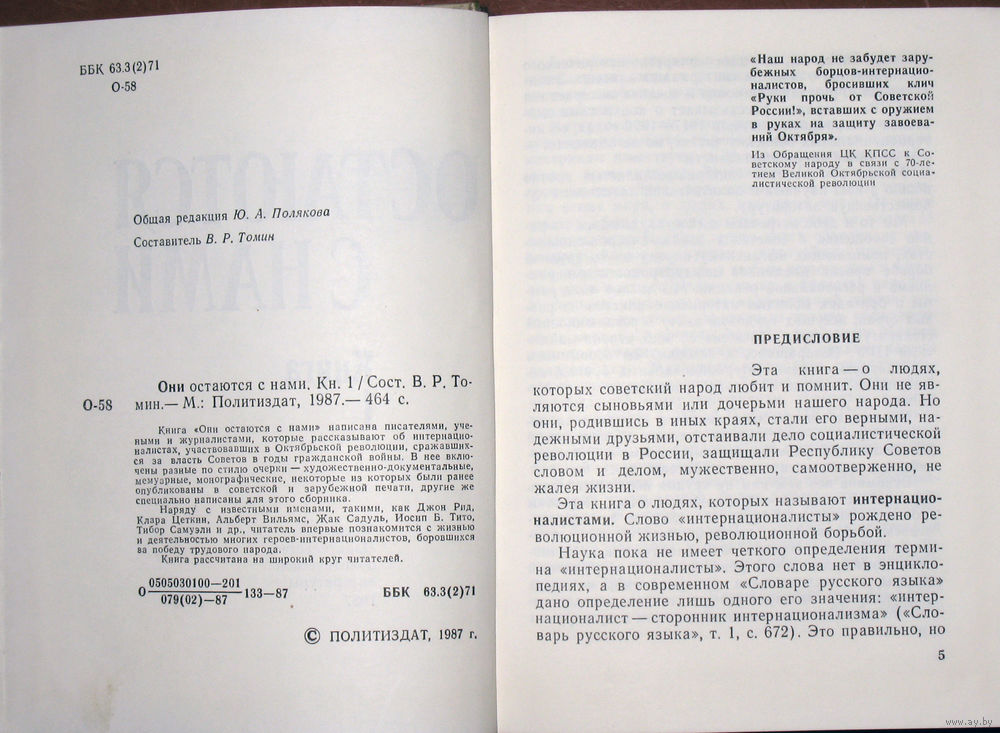 ББК 63.3(2)71
О-58
Общая редакция Ю. А. Полякова
Составитель В. Р. Томин
Они остаются с нами. Кн. 1 / Сост. В. Р. То-
О-58 мин.— М.: Политиздат, 1987.— 464 с.
Книга «Они остаются с нами» написана писателями, уче-
ными и журналистами, которые рассказывают об интернацио-
налистах, участвовавших в Октябрьской революции, сражавших-
ся за власть Советов в годы гражданской войны. В нее вклю-
чены разные по стилю очерки — художественно-документальные,
мемуарные, монографические, некоторые из которых были ранее
опубликованы в советской и зарубежной печати, другие же
специально написаны для этого сборника.
Наряду с известными именами, такими, как Джон Рид,
Клара Цеткин, Альберт Вильямс, Жак Садуль, Иосип Б. Тито,
Тибор Самуэли и др., читатель впервые познакомится с жизнью
и деятельностью многих героев-интернационалистов, боровшихся
за победу трудового народа.
Книга рассчитана на широкий круг читателей.
О 0505030100—201
079(02)—87 133—87 ББК 63.3(2)71
© ПОЛИТИЗДАТ, 1987 г.
«Наш народ не забудет зару-
бежных борцов-интернацио-
налистов, бросивших клич
«Руки прочь от Советской
России!», вставших с оружием
в руках на защиту завоева-
ний Октября».
Из Обращения ЦК КПСС к Со-
ветскому народу в связи с 70-ле-
тием Великой Октябрьской социа-
листической революции
ПРЕДИСЛОВИЕ
Эта книга — о людях,
которых советский народ любит и помнит. Они не яв-
ляются сыновьями или дочерьми нашего народа. Но
они, родившись в иных краях, стали его верными, на-
дежными друзьями, отстаивали дело социалистической
революции в России, защищали Республику Советов
словом и делом, мужественно, самоотверженно, не
жалея жизни.
Эта книга о людях, которых называют интернацио-
налистами. Слово «интернационалисты» рождено ре-
волюционной жизнью, революционной борьбой.
Наука пока не имеет четкого определения терми-
на «интернационалисты». Этого слова нет в энцикло-
педиях, а в современном «Словаре русского языка»
дано определение лишь одного его значения: «интер-
националист — сторонник интернационализма» («Сло-
варь русского языка», т. 1, с. 672). Это правильно, но
5
www.ay.by